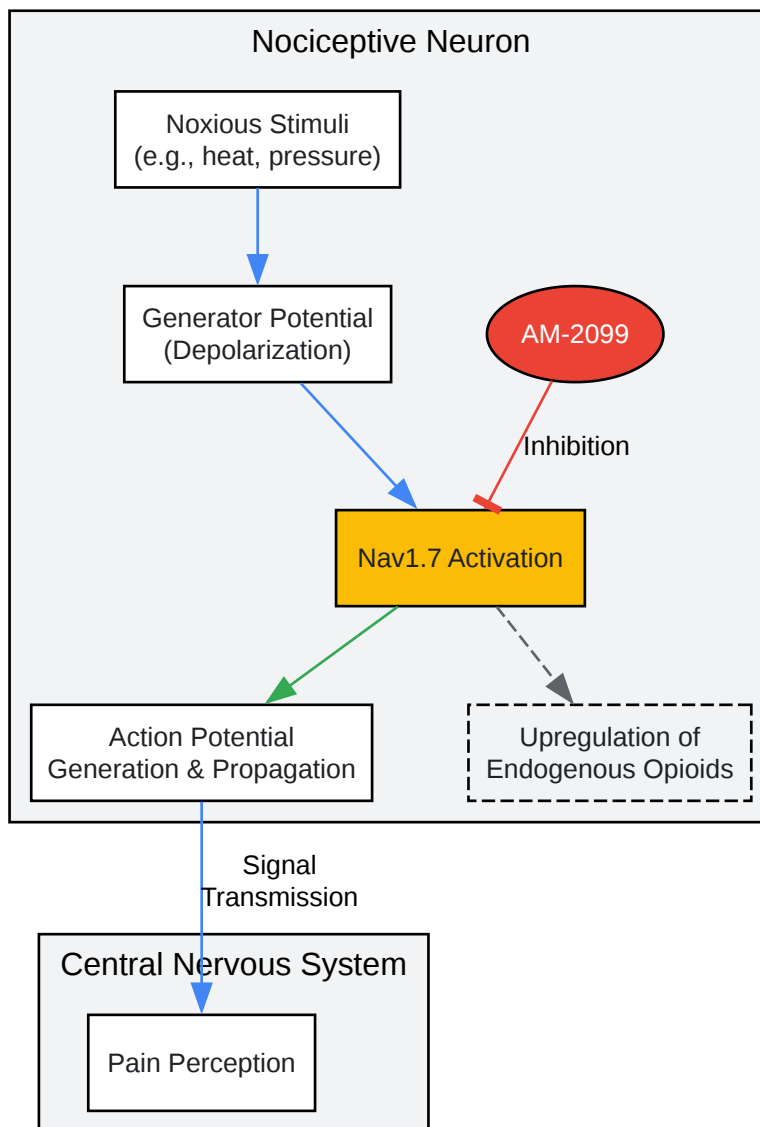 Nociceptive Neuron
Noxious Stimuli
(e.g., heat, pressure)
Generator Potential
(Depolarization)
AM-2099
Inhibition
Nav1.7 Activation
Action Potential
Generation & Propagation
Upregulation of
Endogenous Opioids
Signal
Transmission
Central Nervous System
Pain Perception